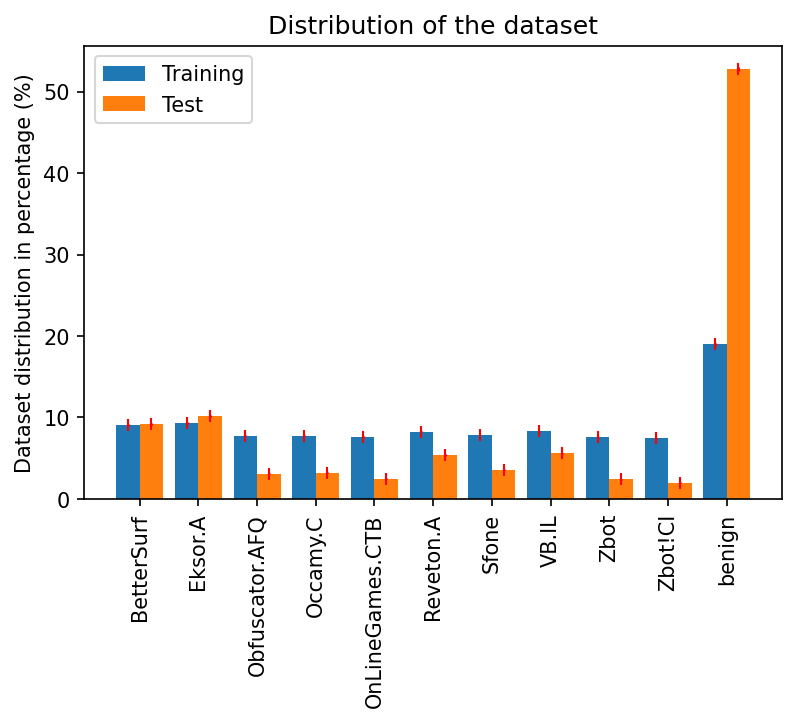 Distribution of the dataset
Training
Test
Dataset distribution in percentage (%)
50
40
30
20
10
0
BetterSurf
Eksor.A
Obfuscator.AFQ
Occamy.C
OnLineGames.CTB
Reveton.A
Sfone
VB.IL
Zbot
Zbot!CI
benign